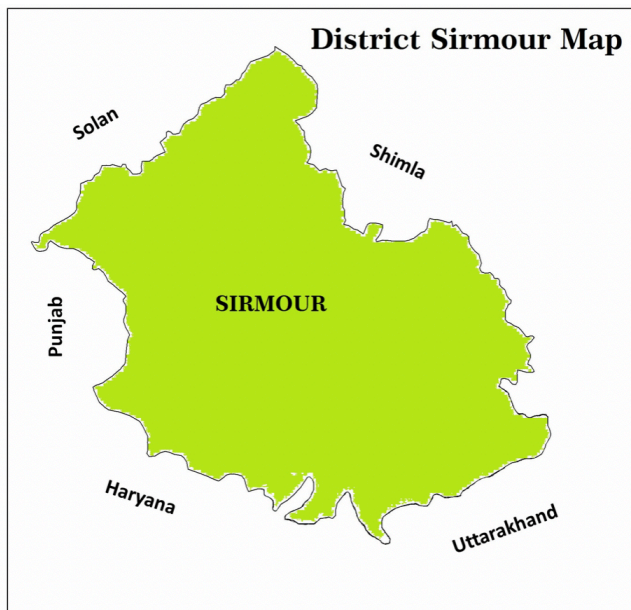 District Sirmour Map
Solan
Shimla
Punjab
SIRMOUR
Haryana
Uttarakhand